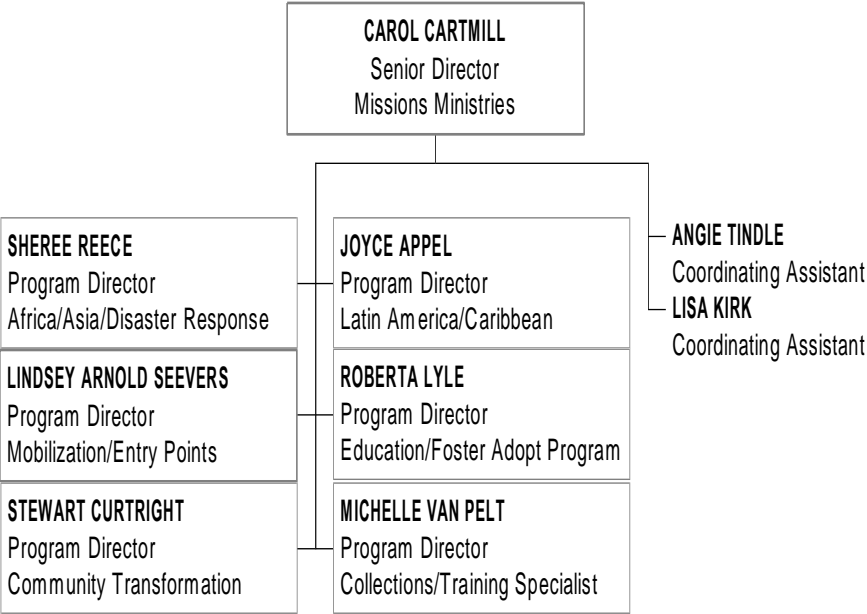 CAROL CARTMILL
Senior Director
Missions Ministries
SHEREE REECE
Program Director
Africa/Asia/Disaster Response
JOYCE APPEL
Program Director
Latin America/Caribbean
ANGIE TINDLE
Coordinating Assistant
LISA KIRK
Coordinating Assistant
LINDSEY ARNOLD SEEVERS
Program Director
Mobilization/Entry Points
ROBERTA LYLE
Program Director
Education/Foster Adopt Program
STEWART CURTRIGHT
Program Director
Community Transformation
MICHELLE VAN PELT
Program Director
Collections/Training Specialist